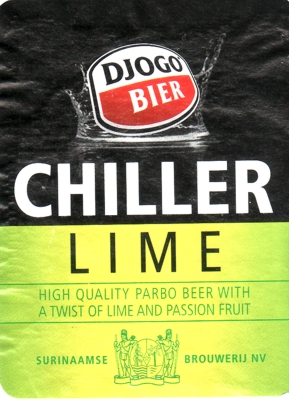 DJOGO
BIER
CHILLER
LIME
HIGH QUALITY PARBO BEER WITH
A TWIST OF LIME AND PASSION FRUIT
SURINAAMSE BROUWERIJ NV